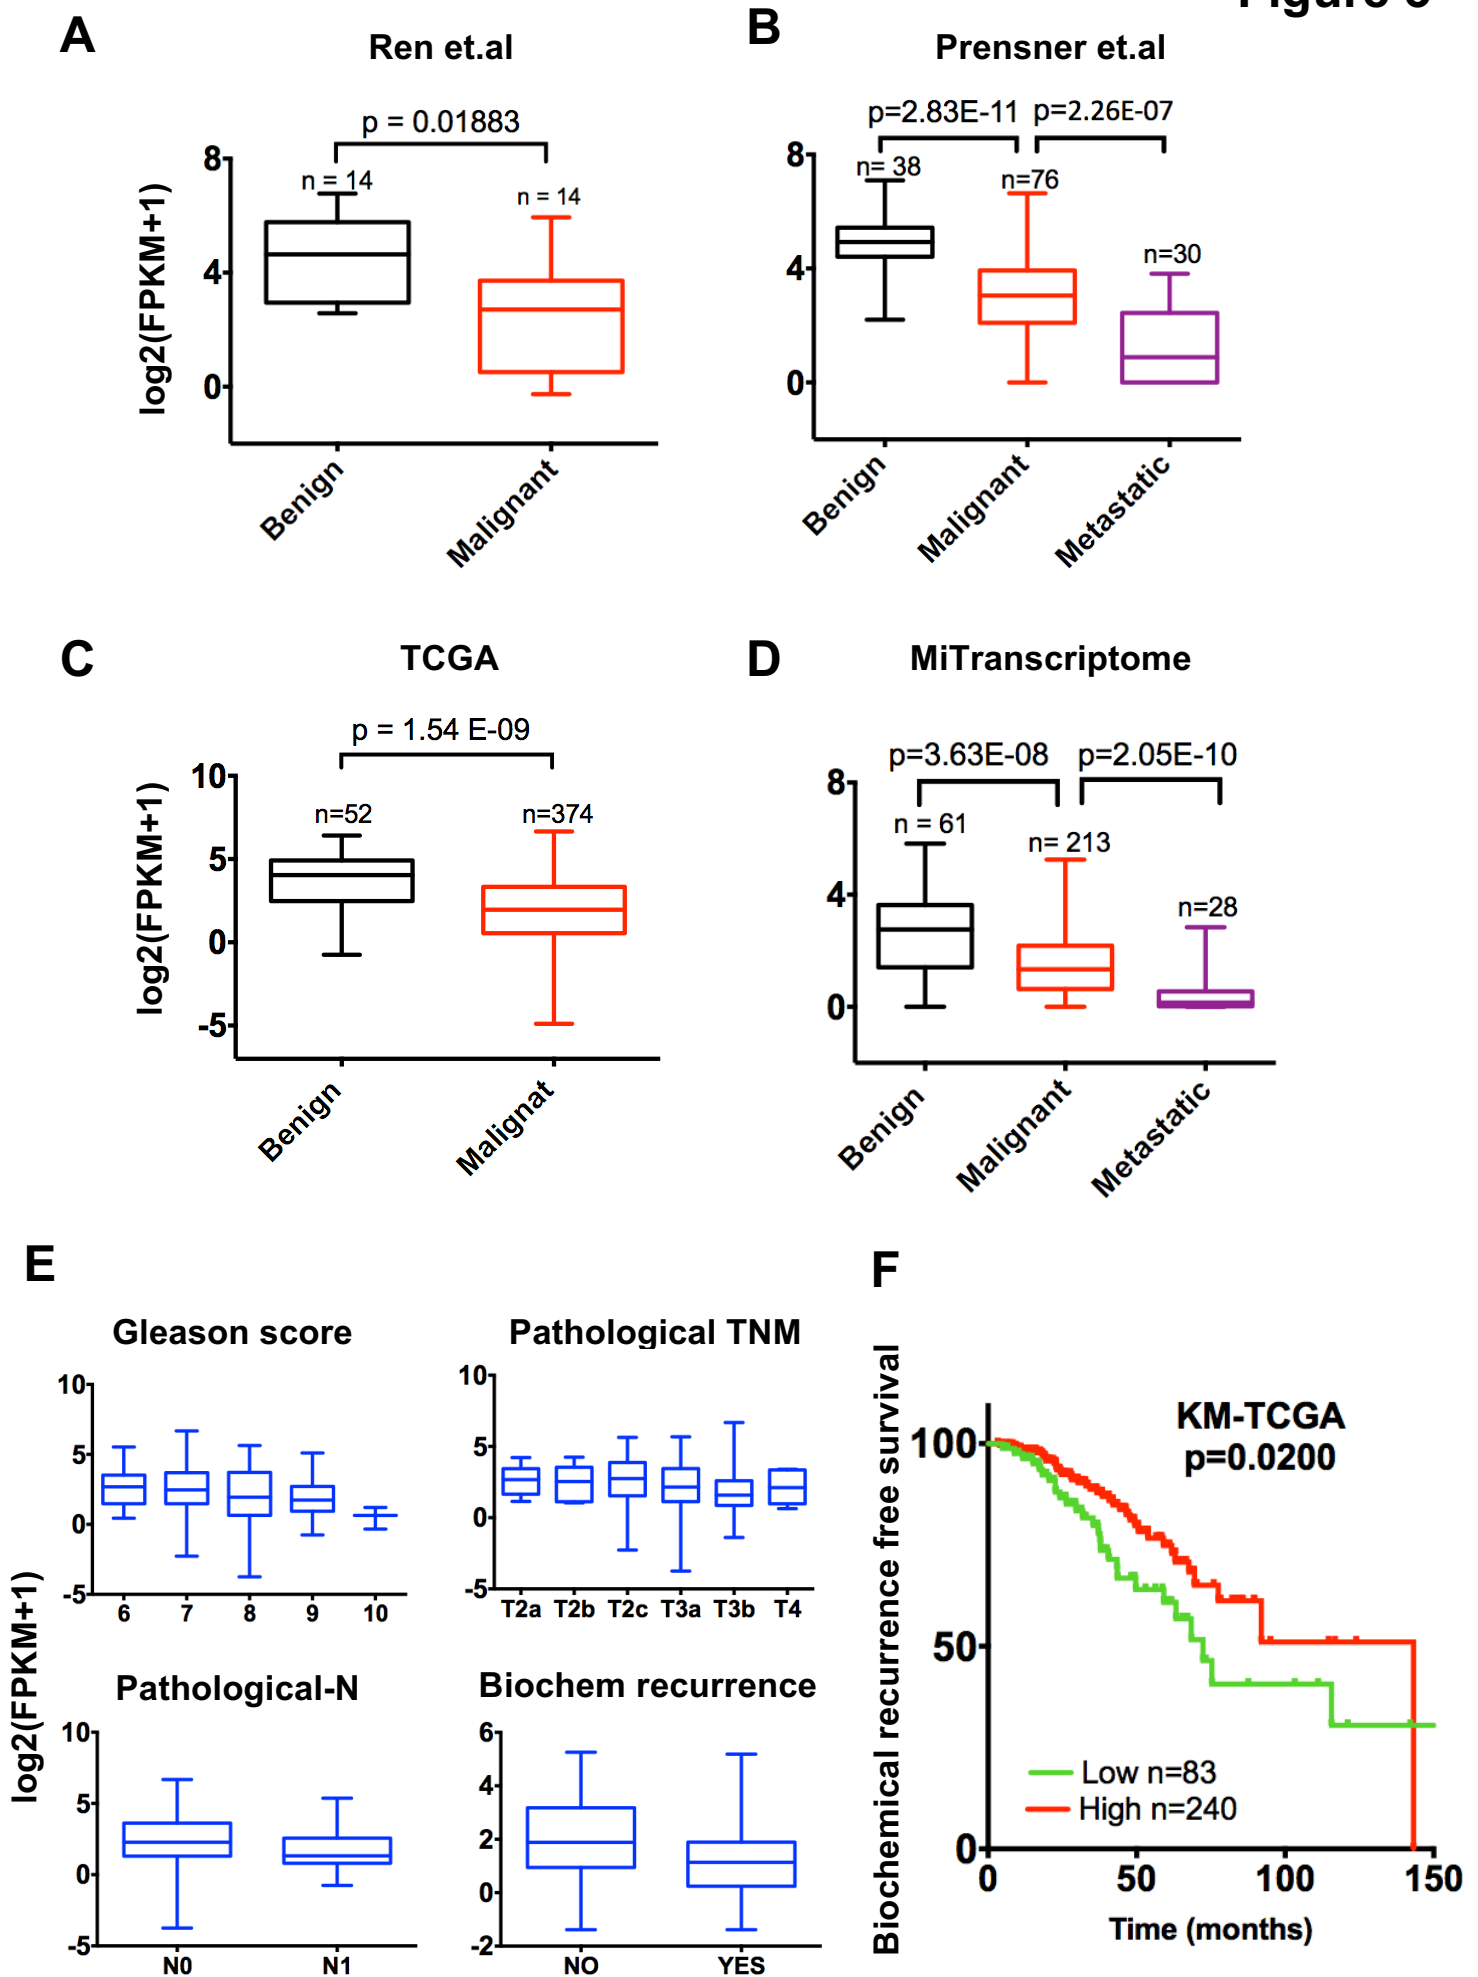 A
Ren et.al
p = 0.01883
n = 14
n = 14
8
4
0
log2(FPKM+1)
Benign
Malignant
B
Prensner et.al
p=2.83E-11
p=2.26E-07
n= 38
n=76
n=30
8
4
0
Benign
Malignant
Metastatic
C
TCGA
p = 1.54 E-09
n=52
n=374
10
5
0
-5
log2(FPKM+1)
Benign
Malignat
D
MiTranscriptome
p=3.63E-08
p=2.05E-10
n = 61
n= 213
n=28
8
4
0
Benign
Malignant
Metastatic
E
Gleason score
10
5
0
-5
6 7 8 9 10
Pathological TNM
10
5
0
-5
T2a T2b T2c T3a T3b T4
log2(FPKM+1)
Pathological-N
10
5
0
-5
N0 N1
Biochem recurrence
6
4
2
0
-2
NO YES
F
Biochemical recurrence free survival
KM-TCGA
p=0.0200
100
50
0
Low n=83
High n=240
0 50 100 150
Time (months)